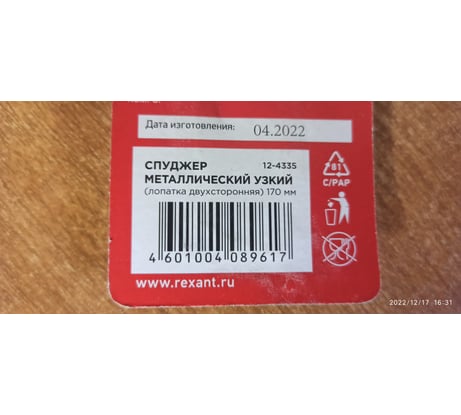 Дата изготовления: 04.2022
СПУДЖЕР 12-4335
МЕТАЛЛИЧЕСКИЙ УЗКИЙ
(лопатка двухсторонняя) 170 мм
81
C/PAP
4 601004 089617
www.rexant.ru
2022/12/17 16:31